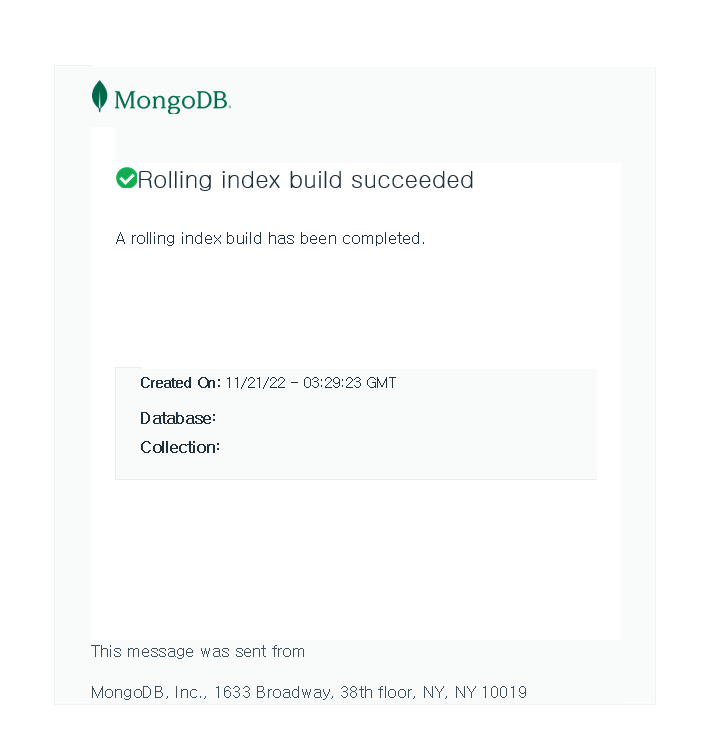 MongoDB.
Rolling index build succeeded
A rolling index build has been completed.
Created On: 11/21/22 - 03:29:23 GMT
Database:
Collection:
This message was sent from
MongoDB, Inc., 1633 Broadway, 38th floor, NY, NY 10019